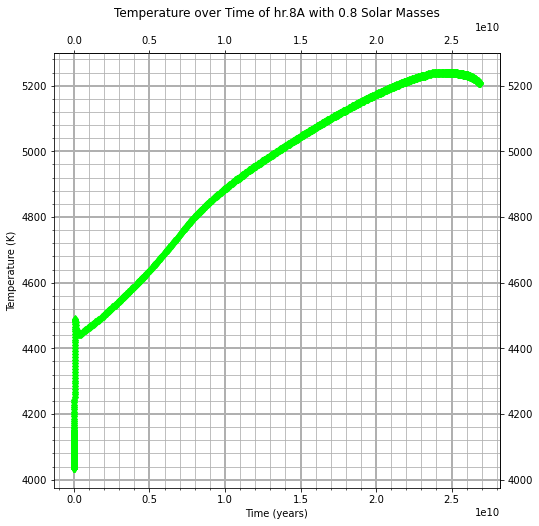 Temperature over Time of hr.8A with 0.8 Solar Masses
1e10
0.0 0.5 1.0 1.5 2.0 2.5
5200 5200
5000 5000
4800 4800
4600 4600
4400 4400
4200 4200
4000 4000
Temperature (K)
0.0 0.5 1.0 1.5 2.0 2.5
1e10
Time (years)